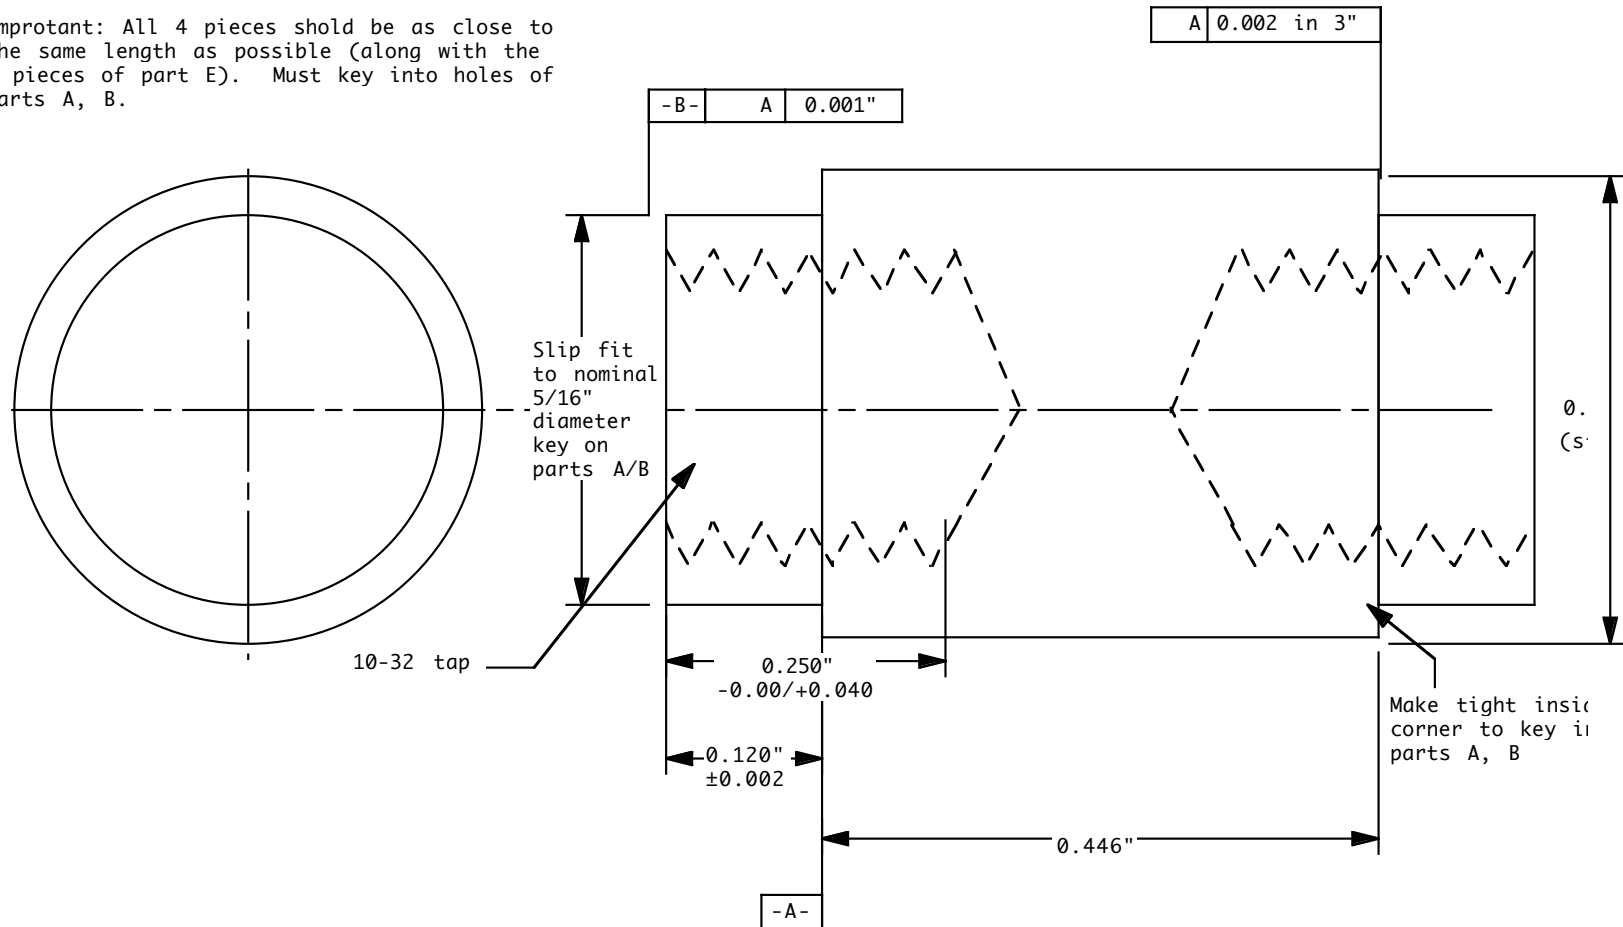 mprotant: All 4 pieces shold be as close to
he same length as possible (along with the
pieces of part E). Must key into holes of
arts A, B.
A 0.002 in 3"
-B- A 0.001"
Slip fit
to nominal
5/16"
diameter
key on
parts A/B
0.
(s
10-32 tap
0.250"
-0.00/+0.040
Make tight
corner to key
parts A, B
0.120"
±0.002
0.446"
-A-